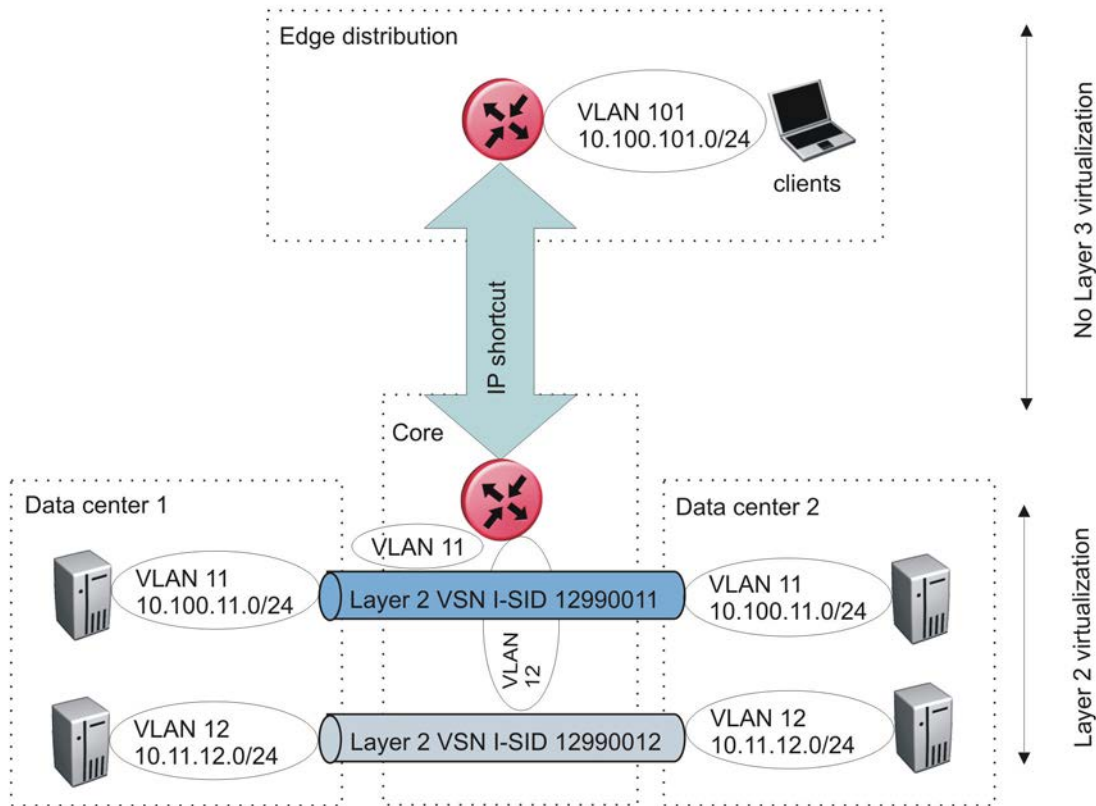 Edge distribution
VLAN 101
10.100.101.0/24
clients
No Layer 3 virtualization
IP shortcut
Core
Data center 1
Data center 2
VLAN 11
VLAN 11
10.100.11.0/24
Layer 2 VSN I-SID 12990011
VLAN 11
10.100.11.0/24
VLAN
12
VLAN 12
10.11.12.0/24
Layer 2 VSN I-SID 12990012
VLAN 12
10.11.12.0/24
Layer 2 virtualization